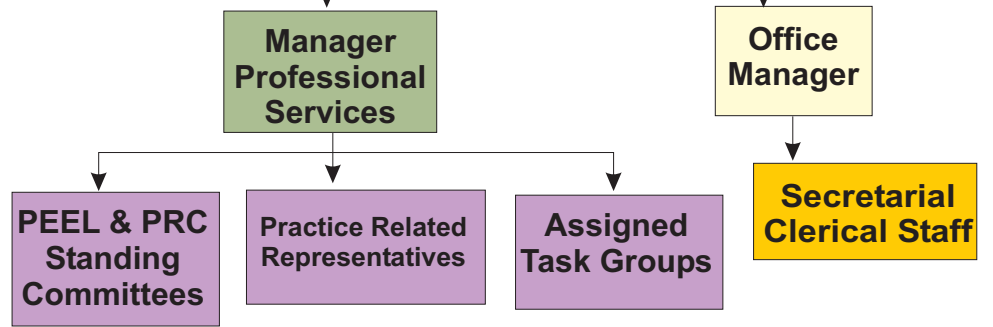 Manager
Professional
Services
Office
Manager
PEEL & PRC
Standing
Committees
Practice Related
Representatives
Assigned
Task Groups
Secretarial
Clerical Staff